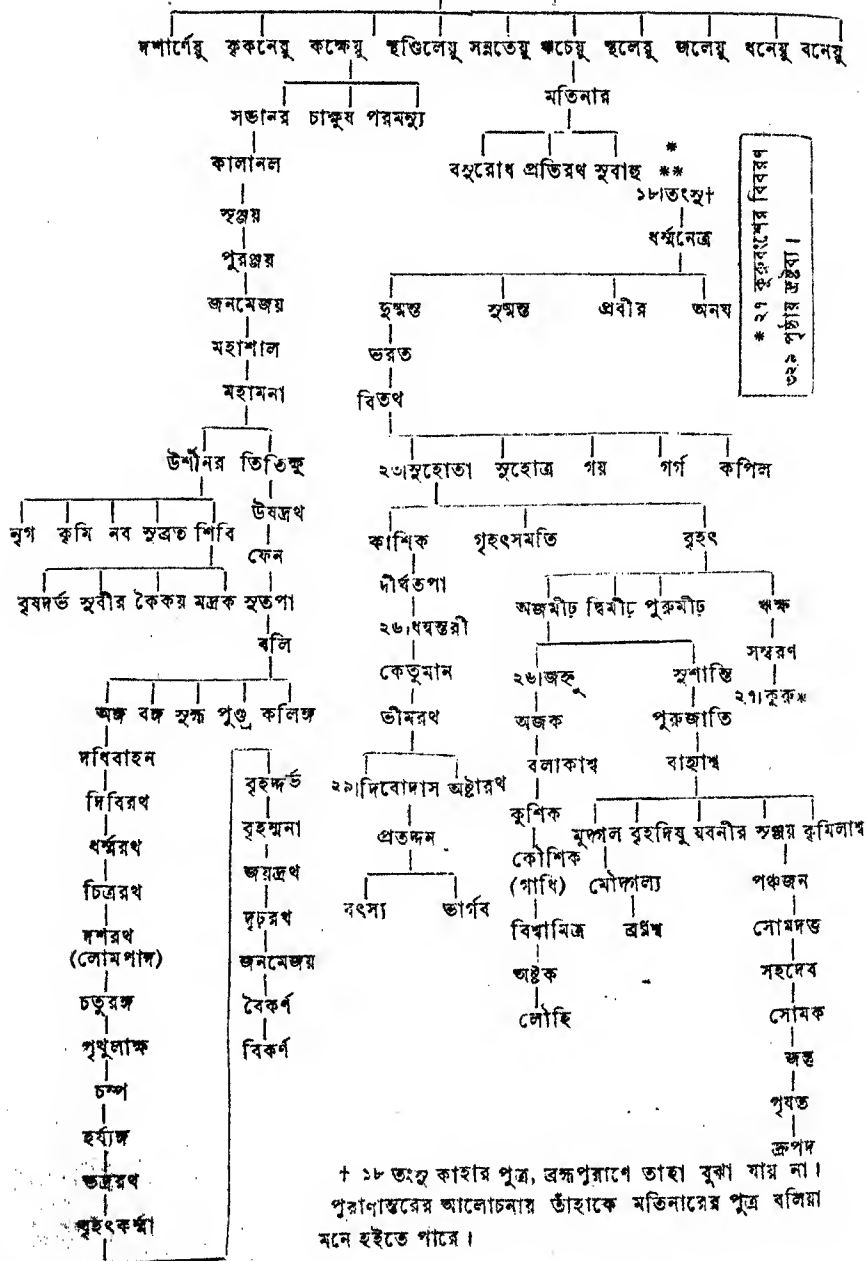 দশার্ণেয়ু কৃকনেয়ু কক্ষেয়ু স্থণ্ডিলেয়ু সন্নতেয়ু ঋচেয়ু স্থলেয়ু জলেয়ু ধনেয়ু বনেয়ু
মতিনার
সভানর চাক্ষুষ পরমন্যু
বসুরোধ প্রতিরথ সুবাহু
*
**
কালানল
১৮।তংসু†
সৃঞ্জয়
ধর্ম্মনেত্র
পুরঞ্জয়
জনমেজয়
দুষ্মন্ত সুষ্মন্ত প্রবীর অনঘ
* ২৭ কুরুবংশের বিবরণ
৩২৯ পৃষ্ঠায় দ্রষ্টব্য।
মহাশাল
ভরত
মহামনা
বিতথ
উশীনর তিতিক্ষু
২৩।সুহোতা সুহোত্র গয় গর্গ কপিল
নৃগ কৃমি নব সুব্রত শিবি
উষদ্রথ
কাশিক গৃহৎসমতি বৃহৎ
ফেন
দীর্ঘতপা
বৃষদর্ভ সুবীর কৈকয় মদ্রক সুতপা
অজমীঢ় দ্বিমীঢ় পুরুমীঢ় ঋক্ষ
২৬।ধন্বন্তরী
বলি
সম্বরণ
কেতুমান
২৬।জহ্নু সুশান্তি
২৭।কুরু*
অঙ্গ বঙ্গ সুহ্ম পুণ্ড্র কলিঙ্গ
ভীমরথ
অজক পুরুজাতি
দধিবাহন
বৃহদ্দর্ভ
২৯।দিবোদাস অষ্টারথ
বলাকাশ্ব বাহ্যাশ্ব
দিবিরথ
বৃহন্মনা
প্রতর্দ্দন
কুশিক
মুদ্গল বৃহদিষু যবনীর সৃঞ্জয় কৃমিলাশ্ব
ধর্ম্মরথ
জয়দ্রথ
কৌশিক
(গাধি)
মৌদ্গল্য পঞ্চজন
চিত্ররথ
দৃঢ়রথ
বৎস্য ভার্গব
বিশ্বামিত্র
সোমদত্ত
দশরথ
(লোমপাদ)
জনমেজয়
অষ্টক
সহদেব
চতুরঙ্গ
বৈকর্ণ
লৌহি
সোমক
পৃথুলাক্ষ
বিকর্ণ
জন্তু
চম্প
পৃষত
হর্য্যঙ্গ
দ্রুপদ
ভদ্ররথ
বৃহৎকর্ম্মা
† ১৮ তংসু কাহার পুত্র, ব্রহ্মপুরাণে তাহা বুঝা যায় না।
পুরাণান্তরের আলোচনায় তাঁহাকে মতিনারের পুত্র বলিয়া
মনে হইতে পারে।